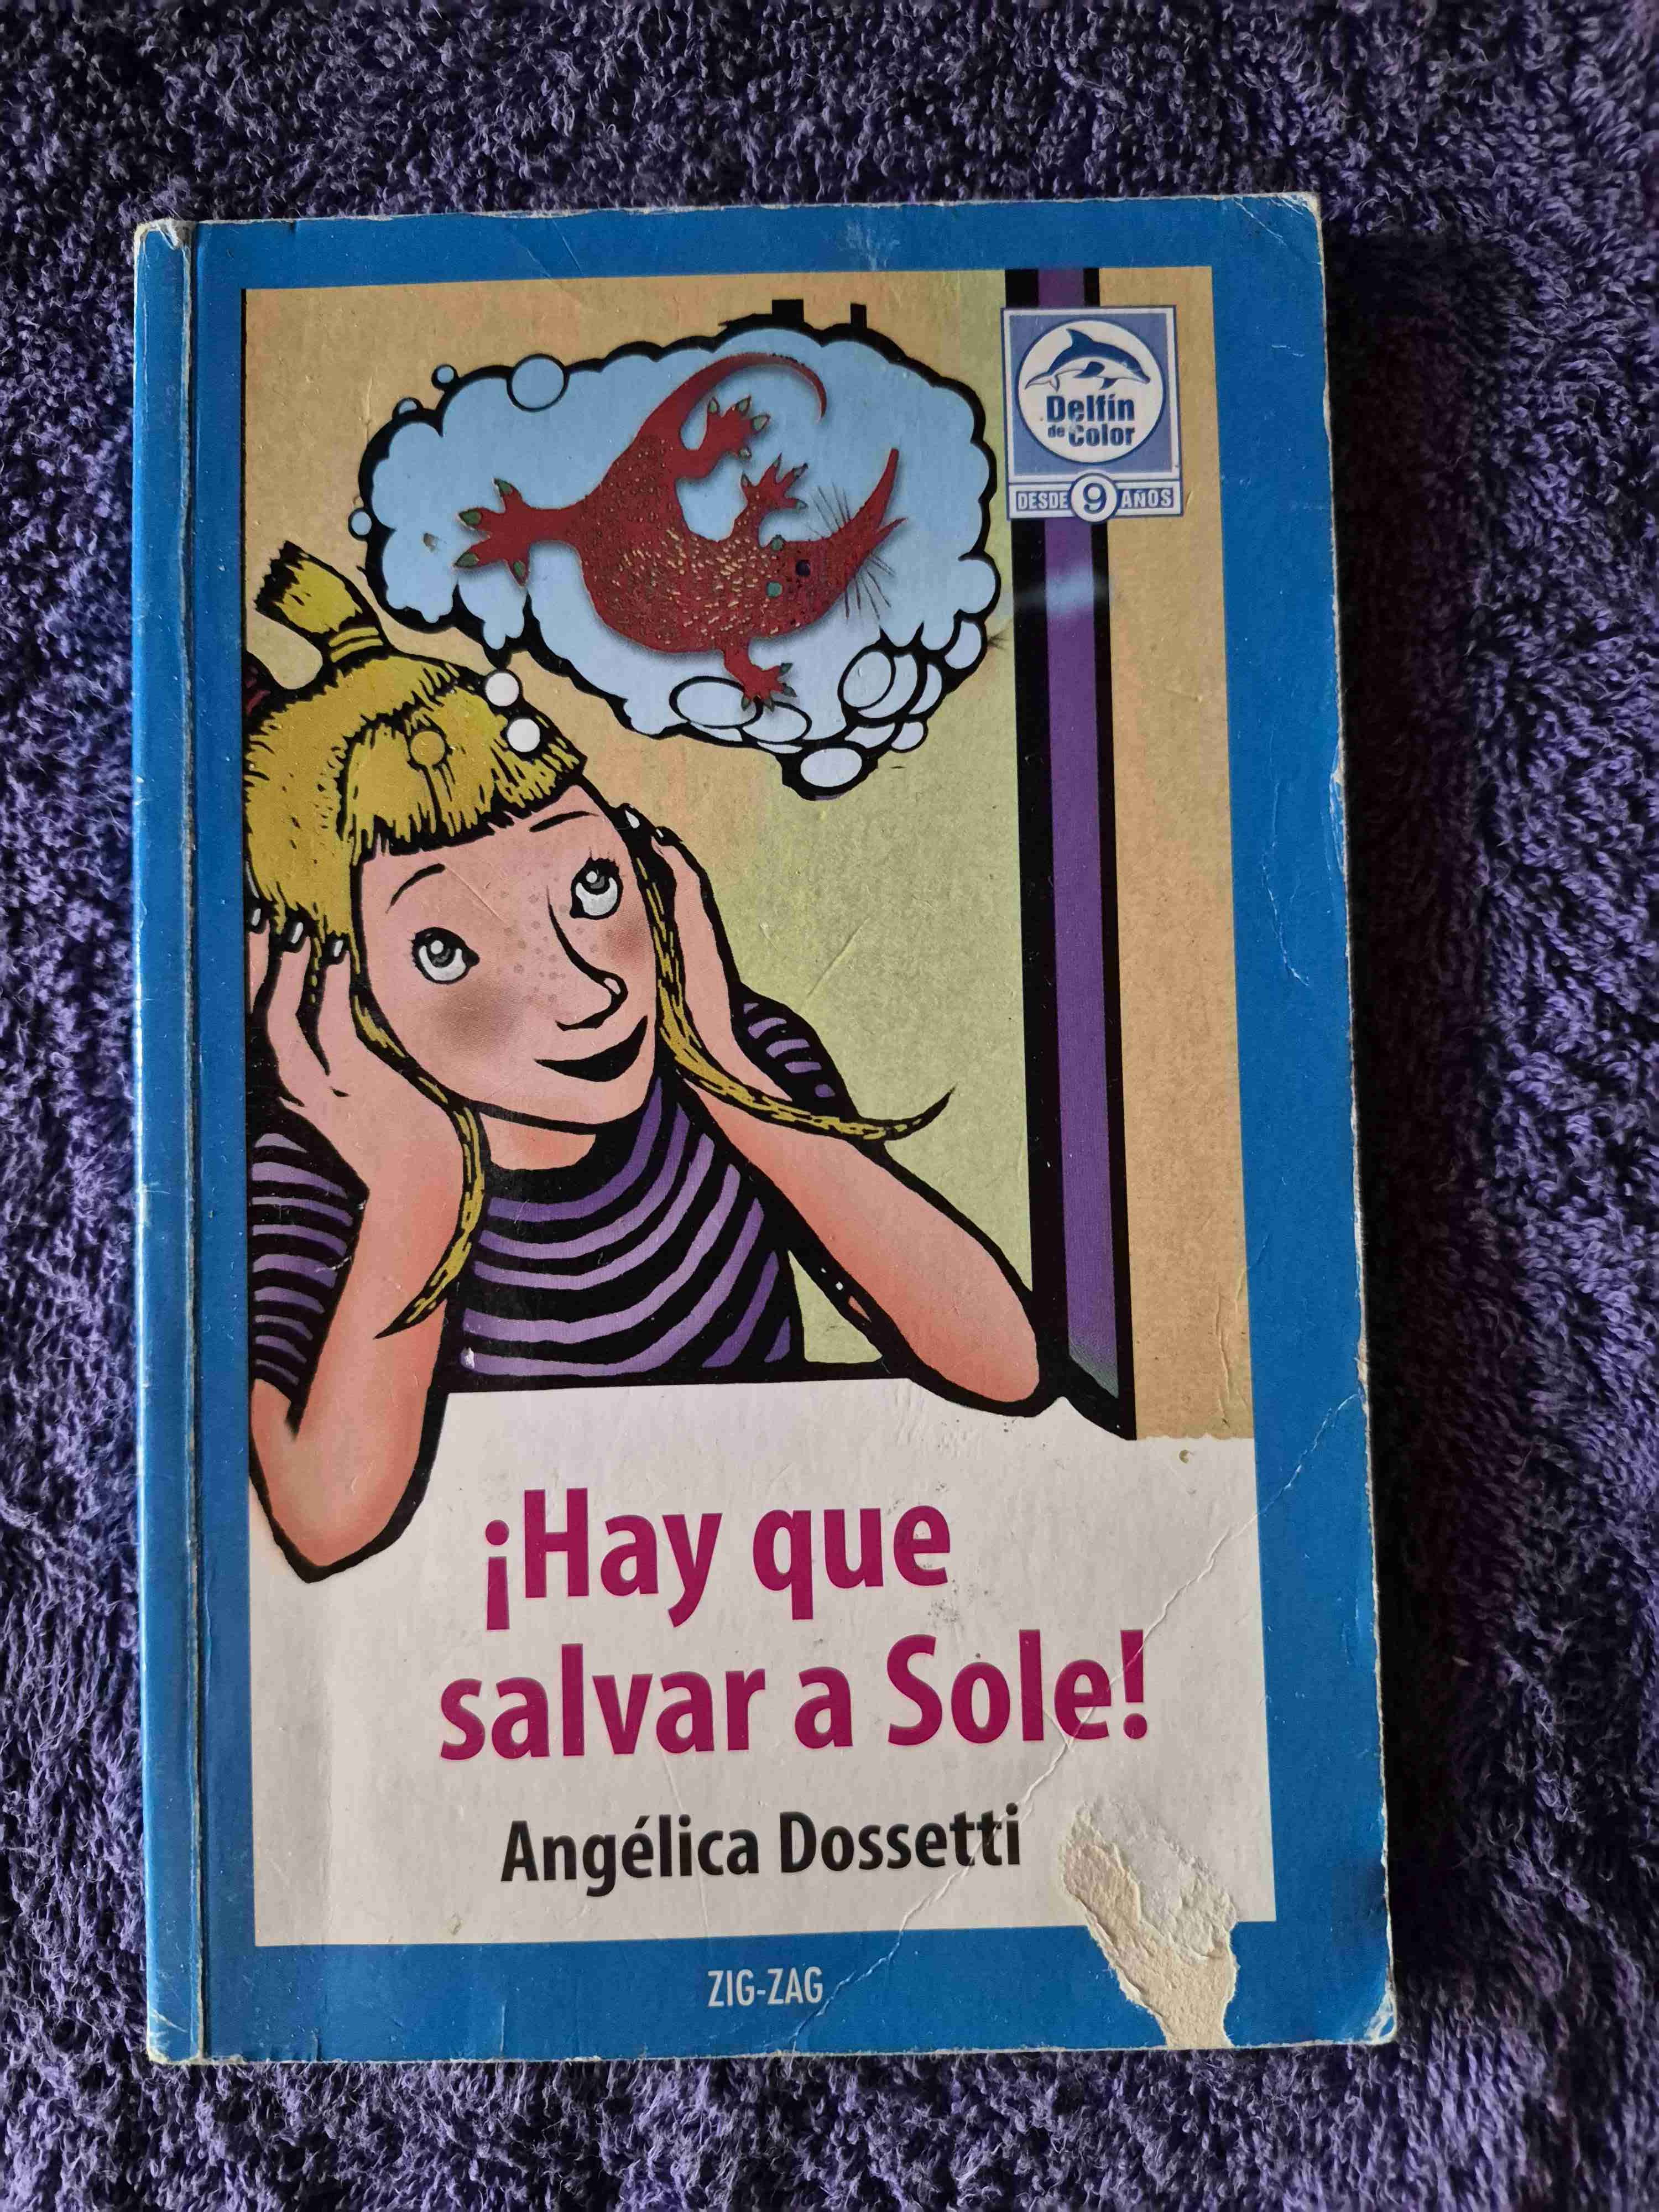 Delfín
de Color
DESDE 9 AÑOS
¡Hay que
salvar a Sole!
Angélica Dossetti
ZIG-ZAG